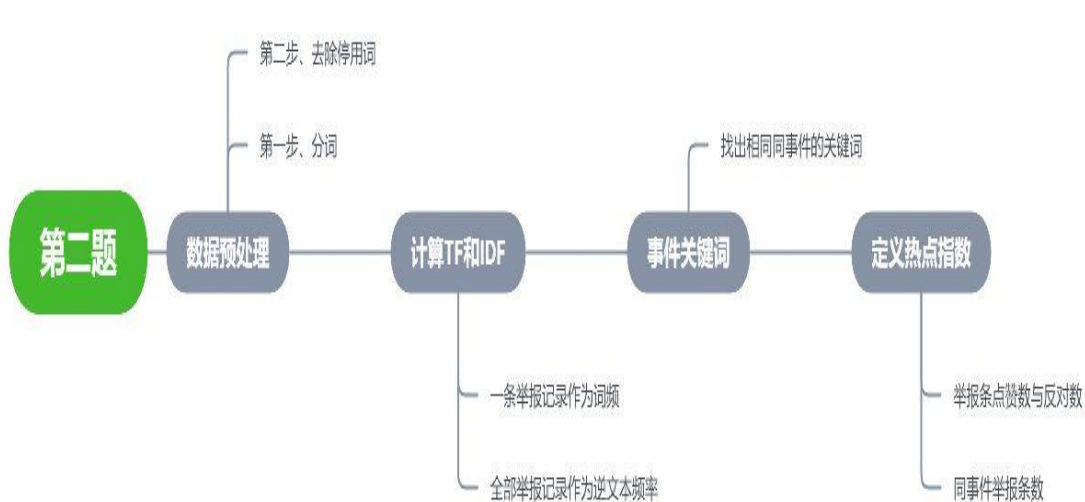 第二步、去除停用词
第一步、分词
找出相同同事件的关键词
第二题
数据预处理
计算TF和IDF
事件关键词
定义热点指数
一条举报记录作为词频
举报条点赞数与反对数
全部举报记录作为逆文本频率
同事件举报条数